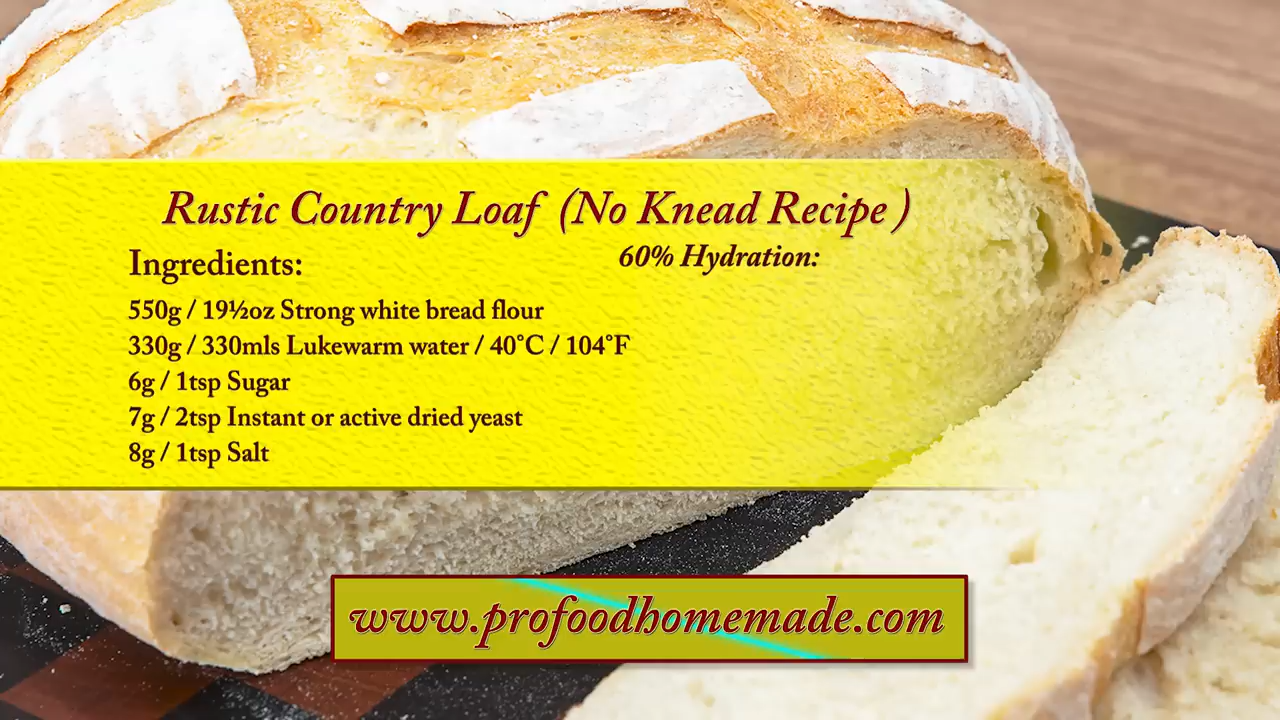 Rustic Country Loaf (No Knead Recipe )
60% Hydration:
Ingredients:
550g / 19½oz Strong white bread flour
330g / 330mls Lukewarm water / 40°C / 104°F
6g / 1tsp Sugar
7g / 2tsp Instant or active dried yeast
8g / 1tsp Salt
www.profoodhomemade.com